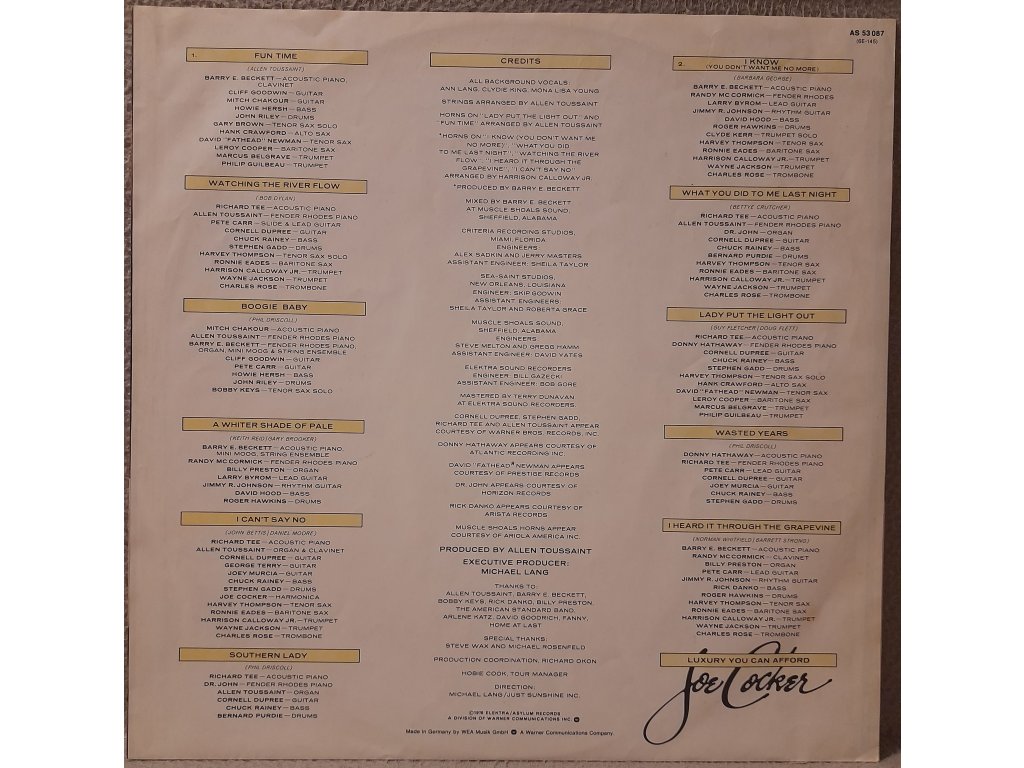 AS 53 087
(6E-145)
1. FUN TIME
(ALLEN TOUSSAINT)
BARRY E. BECKETT—ACOUSTIC PIANO,
CLAVINET
CLIFF GOODWIN—GUITAR
MITCH CHAKOUR—GUITAR
HOWIE HERSH—BASS
JOHN RILEY—DRUMS
GARY BROWN—TENOR SAX SOLO
HANK CRAWFORD—ALTO SAX
DAVID "FATHEAD" NEWMAN—TENOR SAX
LEROY COOPER—BARITONE SAX
MARCUS BELGRAVE—TRUMPET
PHILIP GUILBEAU—TRUMPET
WATCHING THE RIVER FLOW
(BOB DYLAN)
RICHARD TEE—ACOUSTIC PIANO
ALLEN TOUSSAINT—FENDER RHODES PIANO
PETE CARR—SLIDE & LEAD GUITAR
CORNELL DUPREE—GUITAR
CHUCK RAINEY—BASS
STEPHEN GADD—DRUMS
HARVEY THOMPSON—TENOR SAX SOLO
RONNIE EADES—BARITONE SAX
HARRISON CALLOWAY JR.—TRUMPET
WAYNE JACKSON—TRUMPET
CHARLES ROSE—TROMBONE
BOOGIE BABY
(PHIL DRISCOLL)
MITCH CHAKOUR—ACOUSTIC PIANO
ALLEN TOUSSAINT—FENDER RHODES PIANO
BARRY E. BECKETT—FENDER RHODES PIANO,
ORGAN, MINI MOOG & STRING ENSEMBLE
CLIFF GOODWIN—GUITAR
PETE CARR—GUITAR
HOWIE HERSH—BASS
JOHN RILEY—DRUMS
BOBBY KEYS—TENOR SAX SOLO
A WHITER SHADE OF PALE
(KEITH REID/GARY BROOKER)
BARRY E. BECKETT—ACOUSTIC PIANO,
MINI MOOG, STRING ENSEMBLE
RANDY MC CORMICK—FENDER RHODES PIANO
BILLY PRESTON—ORGAN
LARRY BYROM—LEAD GUITAR
JIMMY R. JOHNSON—RHYTHM GUITAR
DAVID HOOD—BASS
ROGER HAWKINS—DRUMS
I CAN'T SAY NO
(JOHN BETTIS/DANIEL MOORE)
RICHARD TEE—ACOUSTIC PIANO
ALLEN TOUSSAINT—ORGAN & CLAVINET
CORNELL DUPREE—GUITAR
GEORGE TERRY—GUITAR
JOEY MURCIA—GUITAR
CHUCK RAINEY—BASS
STEPHEN GADD—DRUMS
JOE COCKER—HARMONICA
HARVEY THOMPSON—TENOR SAX
RONNIE EADES—BARITONE SAX
HARRISON CALLOWAY JR.—TRUMPET
WAYNE JACKSON—TRUMPET
CHARLES ROSE—TROMBONE
SOUTHERN LADY
(PHIL DRISCOLL)
RICHARD TEE—ACOUSTIC PIANO
DR. JOHN—FENDER RHODES PIANO
ALLEN TOUSSAINT—ORGAN
CORNELL DUPREE—GUITAR
CHUCK RAINEY—BASS
BERNARD PURDIE—DRUMS
CREDITS
ALL BACKGROUND VOCALS:
ANN LANG, CLYDIE KING, MONA LISA YOUNG
STRINGS ARRANGED BY ALLEN TOUSSAINT
HORNS ON "LADY PUT THE LIGHT OUT" AND
"FUN TIME" ARRANGED BY ALLEN TOUSSAINT
*HORNS ON "I KNOW (YOU DON'T WANT ME
NO MORE)", "WHAT YOU DID
TO ME LAST NIGHT", "WATCHING THE RIVER
FLOW", "I HEARD IT THROUGH THE
GRAPEVINE", "I CAN'T SAY NO"
ARRANGED BY HARRISON CALLOWAY JR.
*PRODUCED BY BARRY E. BECKETT
MIXED BY BARRY E. BECKETT
AT MUSCLE SHOALS SOUND,
SHEFFIELD, ALABAMA
CRITERIA RECORDING STUDIOS,
MIAMI, FLORIDA
ENGINEERS:
ALEX SADKIN AND JERRY MASTERS
ASSISTANT ENGINEER: SHEILA TAYLOR
SEA-SAINT STUDIOS,
NEW ORLEANS, LOUISIANA
ENGINEER: SKIP GODWIN
ASSISTANT ENGINEERS:
SHEILA TAYLOR AND ROBERTA GRACE
MUSCLE SHOALS SOUND,
SHEFFIELD, ALABAMA
ENGINEERS:
STEVE MELTON AND GREGG HAMM
ASSISTANT ENGINEER: DAVID YATES
ELEKTRA SOUND RECORDERS
ENGINEER: BILL GAZECKI
ASSISTANT ENGINEER: BOB GORE
MASTERED BY TERRY DUNAVAN
AT ELEKTRA SOUND RECORDERS
CORNELL DUPREE, STEPHEN GADD,
RICHARD TEE AND ALLEN TOUSSAINT APPEAR
COURTESY OF WARNER BROS. RECORDS, INC.
DONNY HATHAWAY APPEARS COURTESY OF
ATLANTIC RECORDING INC.
DAVID "FATHEAD" NEWMAN APPEARS
COURTESY OF PRESTIGE RECORDS
DR. JOHN APPEARS COURTESY OF
HORIZON RECORDS
RICK DANKO APPEARS COURTESY OF
ARISTA RECORDS
MUSCLE SHOALS HORNS APPEAR
COURTESY OF ARIOLA AMERICA INC.
PRODUCED BY ALLEN TOUSSAINT
EXECUTIVE PRODUCER:
MICHAEL LANG
THANKS TO:
ALLEN TOUSSAINT, BARRY E. BECKETT,
BOBBY KEYS, RICK DANKO, BILLY PRESTON,
THE AMERICAN STANDARD BAND,
ARLENE KATZ, DAVID GOODRICH, FANNY,
HOME AT LAST
SPECIAL THANKS:
STEVE WAX AND MICHAEL ROSENFELD
PRODUCTION COORDINATION, RICHARD OKON
HOBIE COOK, TOUR MANAGER
DIRECTION:
MICHAEL LANG/JUST SUNSHINE INC.
©1978 ELEKTRA/ASYLUM RECORDS
A DIVISION OF WARNER COMMUNICATIONS INC.
Made in Germany by WEA Musik GmbH A Warner Communications Company.
2. I KNOW
(YOU DON'T WANT ME NO MORE)
(BARBARA GEORGE)
BARRY E. BECKETT—ACOUSTIC PIANO
RANDY MC CORMICK—FENDER RHODES
LARRY BYROM—LEAD GUITAR
JIMMY R. JOHNSON—RHYTHM GUITAR
DAVID HOOD—BASS
ROGER HAWKINS—DRUMS
CLYDE KERR—TRUMPET SOLO
HARVEY THOMPSON—TENOR SAX
RONNIE EADES—BARITONE SAX
HARRISON CALLOWAY JR.—TRUMPET
WAYNE JACKSON—TRUMPET
CHARLES ROSE—TROMBONE
WHAT YOU DID TO ME LAST NIGHT
(BETTYE CRUTCHER)
RICHARD TEE—ACOUSTIC PIANO
ALLEN TOUSSAINT—FENDER RHODES PIANO
DR. JOHN—ORGAN
CORNELL DUPREE—GUITAR
CHUCK RAINEY—BASS
BERNARD PURDIE—DRUMS
HARVEY THOMPSON—TENOR SAX
RONNIE EADES—BARITONE SAX
HARRISON CALLOWAY JR.—TRUMPET
WAYNE JACKSON—TRUMPET
CHARLES ROSE—TROMBONE
LADY PUT THE LIGHT OUT
(GUY FLETCHER/DOUG FLETT)
RICHARD TEE—ACOUSTIC PIANO
DONNY HATHAWAY—FENDER RHODES PIANO
CORNELL DUPREE—GUITAR
CHUCK RAINEY—BASS
STEPHEN GADD—DRUMS
HARVEY THOMPSON—TENOR SAX SOLO
HANK CRAWFORD—ALTO SAX
DAVID "FATHEAD" NEWMAN—TENOR SAX
LEROY COOPER—BARITONE SAX
MARCUS BELGRAVE—TRUMPET
PHILIP GUILBEAU—TRUMPET
WASTED YEARS
(PHIL DRISCOLL)
DONNY HATHAWAY—ACOUSTIC PIANO
RICHARD TEE—FENDER RHODES PIANO
PETE CARR—LEAD GUITAR
CORNELL DUPREE—GUITAR
JOEY MURCIA—GUITAR
CHUCK RAINEY—BASS
STEPHEN GADD—DRUMS
I HEARD IT THROUGH THE GRAPEVINE
(NORMAN WHITFIELD/BARRETT STRONG)
BARRY E. BECKETT—ACOUSTIC PIANO
RANDY MC CORMICK—CLAVINET
BILLY PRESTON—ORGAN
PETE CARR—LEAD GUITAR
JIMMY R. JOHNSON—RHYTHM GUITAR
RICK DANKO—BASS
ROGER HAWKINS—DRUMS
HARVEY THOMPSON—TENOR SAX
RONNIE EADES—BARITONE SAX
HARRISON CALLOWAY JR.—TRUMPET
WAYNE JACKSON—TRUMPET
CHARLES ROSE—TROMBONE
LUXURY YOU CAN AFFORD
Joe Cocker